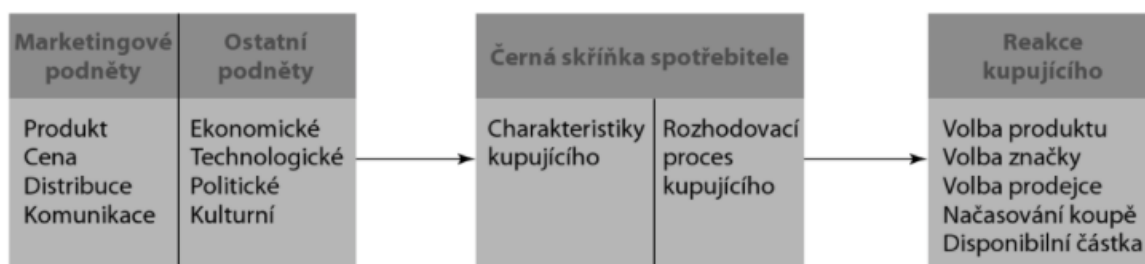 Marketingové
podněty
Ostatní
podněty
Černá skříňka spotřebitele
Reakce
kupujícího
Produkt
Cena
Distribuce
Komunikace
Ekonomické
Technologické
Politické
Kulturní
Charakteristiky
kupujícího
Rozhodovací
proces
kupujícího
Volba produktu
Volba značky
Volba prodejce
Načasování koupě
Disponibilní částka